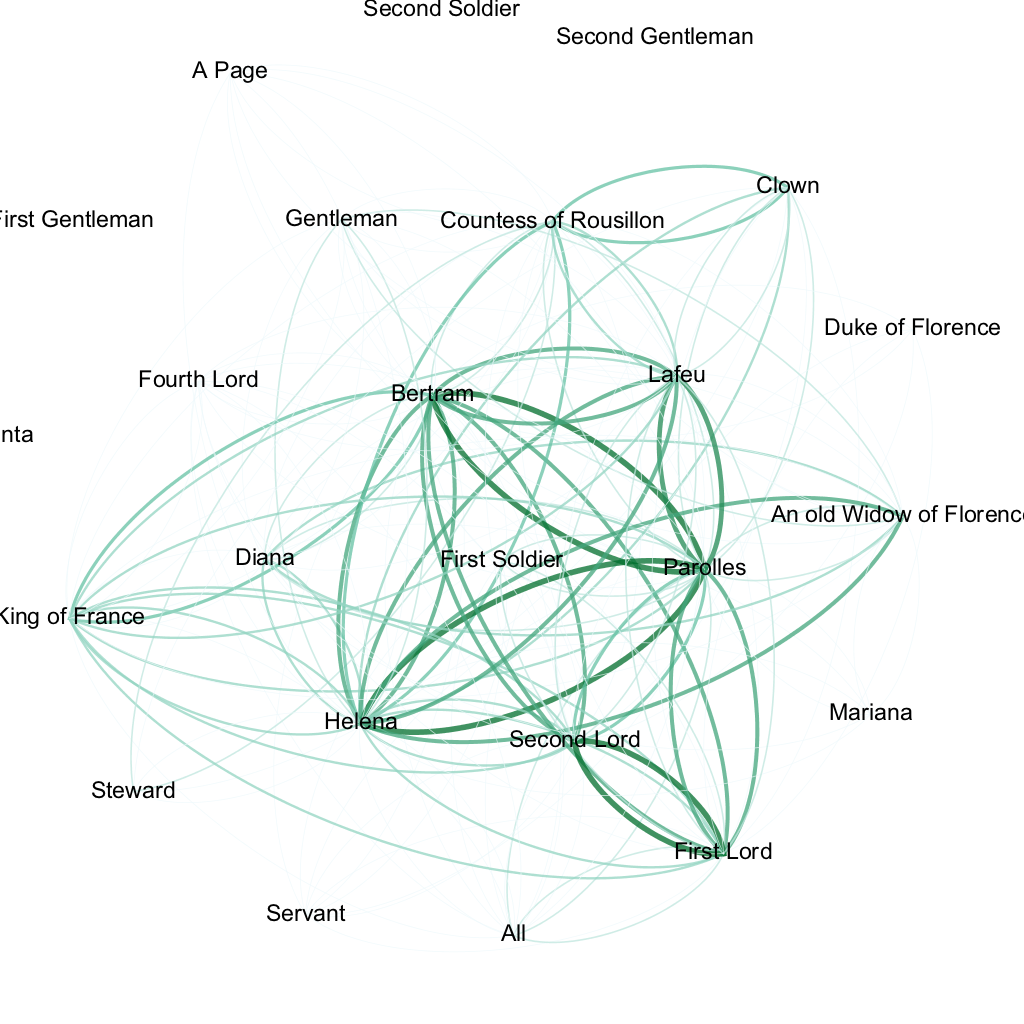 Second Soldier
Second Gentleman
A Page
Clown
First Gentleman
Gentleman
Countess of Rousillon
Duke of Florence
Lafeu
Fourth Lord
Bertram
nta
An old Widow of Florence
Diana
First Soldier
Parolles
King of France
Mariana
Helena
Second Lord
Steward
First Lord
Servant
All